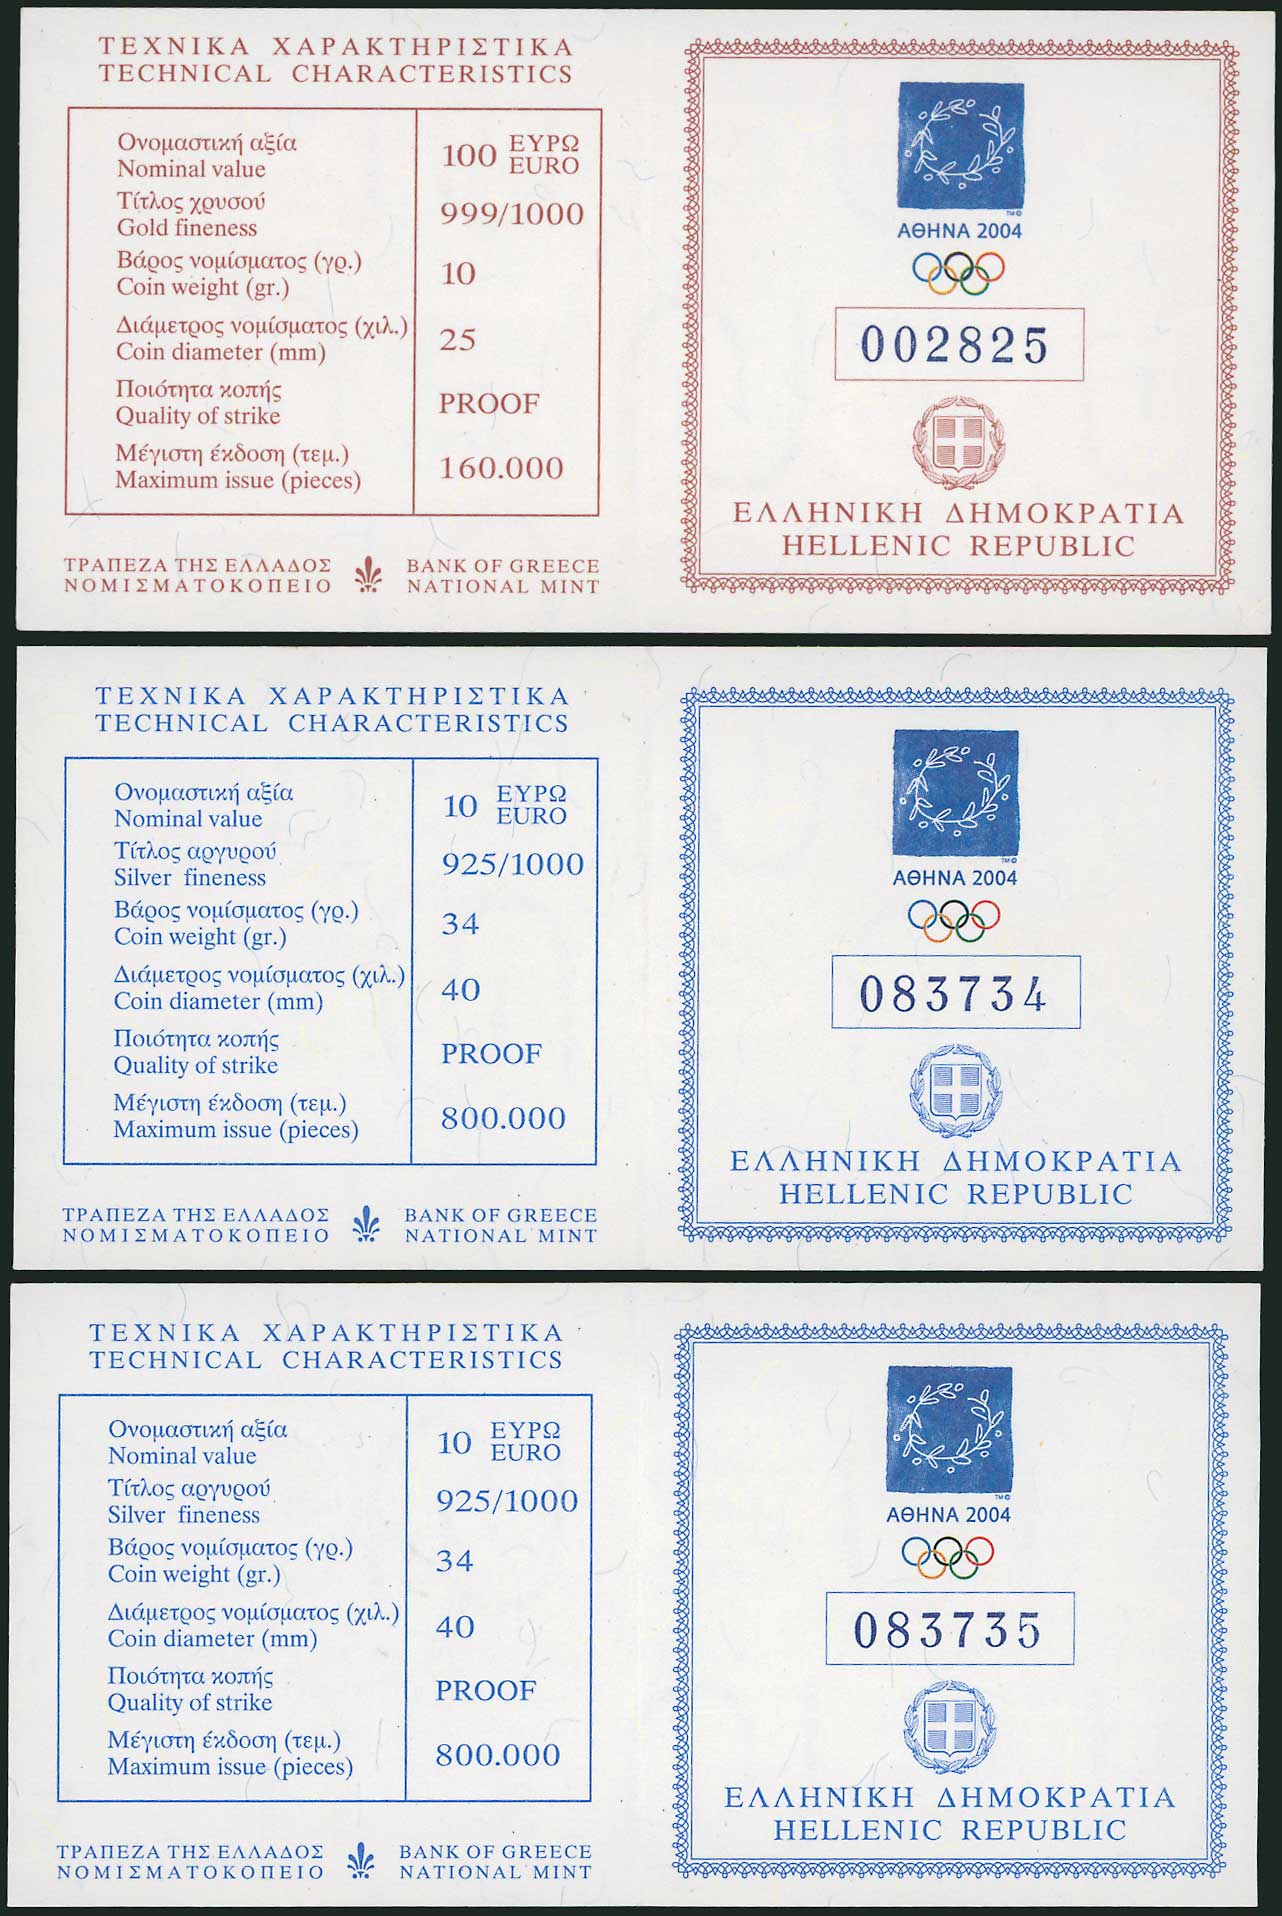 ΤΕΧΝΙΚΑ ΧΑΡΑΚΤΗΡΙΣΤΙΚΑ
TECHNICAL CHARACTERISTICS
Ονομαστική αξία
Nominal value
100 ΕΥΡΩ
EURO
Τίτλος χρυσού
Gold fineness
999/1000
Βάρος νομίσματος (γρ.)
Coin weight (gr.)
10
Διάμετρος νομίσματος (χιλ.)
Coin diameter (mm)
25
Ποιότητα κοπής
Quality of strike
PROOF
Μέγιστη έκδοση (τεμ.)
Maximum issue (pieces)
160.000
ΤΡΑΠΕΖΑ ΤΗΣ ΕΛΛΑΔΟΣ
ΝΟΜΙΣΜΑΤΟΚΟΠΕΙΟ
BANK OF GREECE
NATIONAL MINT
TM©
ΑΘΗΝΑ 2004
002825
ΕΛΛΗΝΙΚΗ ΔΗΜΟΚΡΑΤΙΑ
HELLENIC REPUBLIC
ΤΕΧΝΙΚΑ ΧΑΡΑΚΤΗΡΙΣΤΙΚΑ
TECHNICAL CHARACTERISTICS
Ονομαστική αξία
Nominal value
10 ΕΥΡΩ
EURO
Τίτλος αργυρού
Silver fineness
925/1000
Βάρος νομίσματος (γρ.)
Coin weight (gr.)
34
Διάμετρος νομίσματος (χιλ.)
Coin diameter (mm)
40
Ποιότητα κοπής
Quality of strike
PROOF
Μέγιστη έκδοση (τεμ.)
Maximum issue (pieces)
800.000
ΤΡΑΠΕΖΑ ΤΗΣ ΕΛΛΑΔΟΣ
ΝΟΜΙΣΜΑΤΟΚΟΠΕΙΟ
BANK OF GREECE
NATIONAL MINT
TM©
ΑΘΗΝΑ 2004
083734
ΕΛΛΗΝΙΚΗ ΔΗΜΟΚΡΑΤΙΑ
HELLENIC REPUBLIC
ΤΕΧΝΙΚΑ ΧΑΡΑΚΤΗΡΙΣΤΙΚΑ
TECHNICAL CHARACTERISTICS
Ονομαστική αξία
Nominal value
10 ΕΥΡΩ
EURO
Τίτλος αργυρού
Silver fineness
925/1000
Βάρος νομίσματος (γρ.)
Coin weight (gr.)
34
Διάμετρος νομίσματος (χιλ.)
Coin diameter (mm)
40
Ποιότητα κοπής
Quality of strike
PROOF
Μέγιστη έκδοση (τεμ.)
Maximum issue (pieces)
800.000
ΤΡΑΠΕΖΑ ΤΗΣ ΕΛΛΑΔΟΣ
ΝΟΜΙΣΜΑΤΟΚΟΠΕΙΟ
BANK OF GREECE
NATIONAL MINT
TM©
ΑΘΗΝΑ 2004
083735
ΕΛΛΗΝΙΚΗ ΔΗΜΟΚΡΑΤΙΑ
HELLENIC REPUBLIC